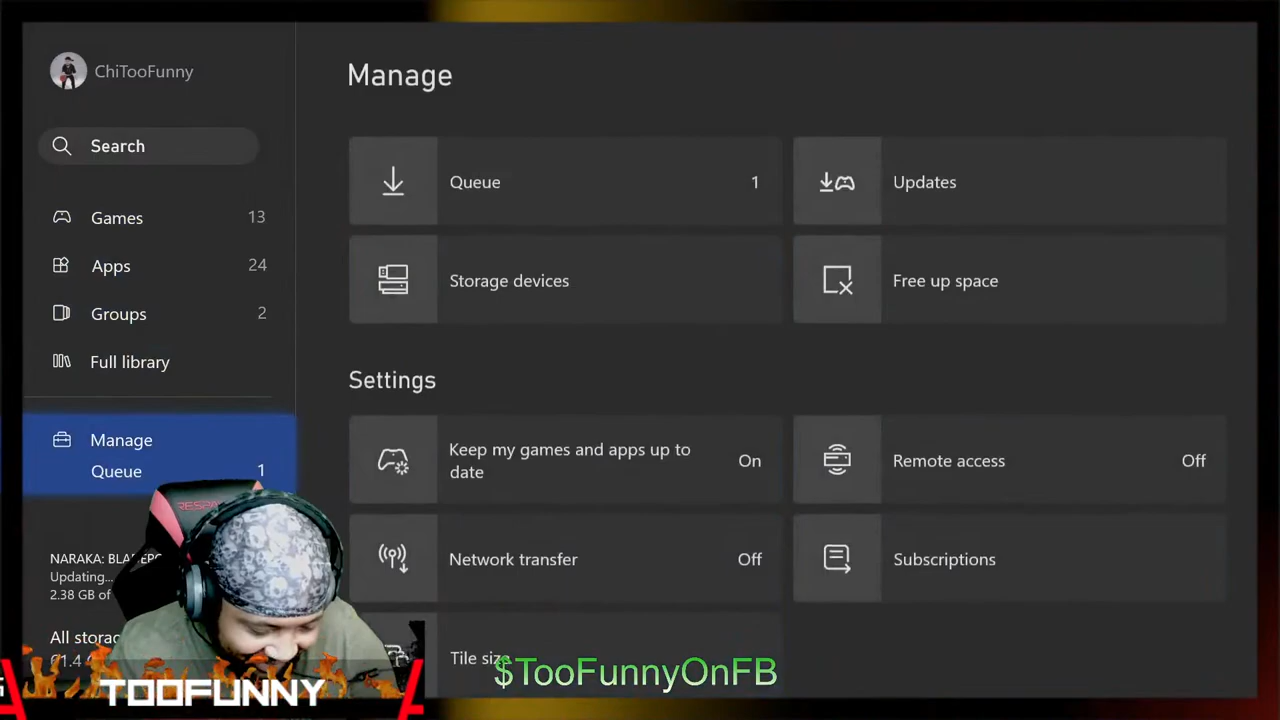 ChiTooFunny
Search
Games 13
Apps 24
Groups 2
Full library
Manage
Queue 1
NARAKA:
Updating...
2.38 GB of
All
Manage
Queue 1
Updates
Storage devices
Free up space
Settings
Keep my games and apps up to
date
On
Remote access Off
Network transfer Off
Subscriptions
Tile size
$TooFunnyOnFB
TOOFUNNY